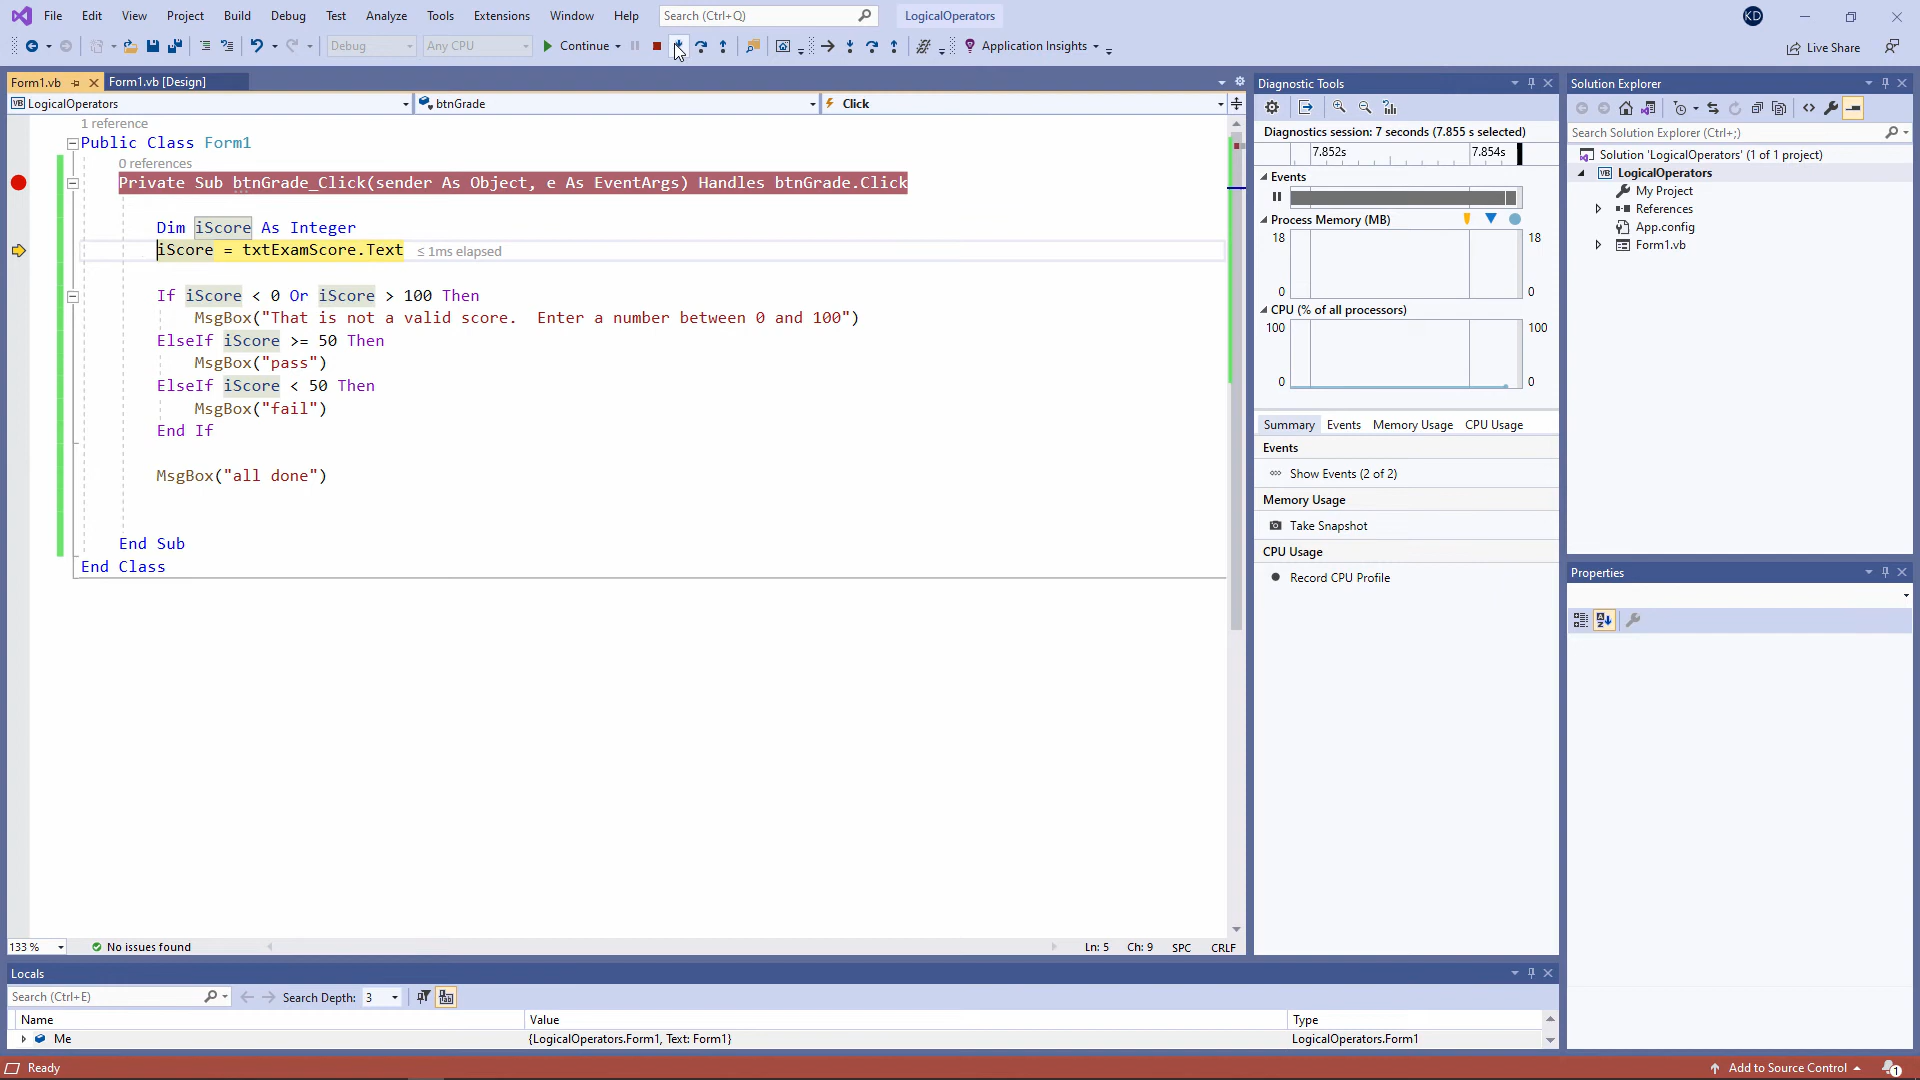 File Edit View Project Build Debug Test Analyze Tools Extensions Window Help Search (Ctrl+Q) LogicalOperators KD
Debug Any CPU Continue Application Insights Live Share
Form1.vb Form1.vb [Design]
LogicalOperators btnGrade Click
1 reference
Public Class Form1
0 references
Private Sub btnGrade_Click(sender As Object, e As EventArgs) Handles btnGrade.Click
Dim iScore As Integer
iScore = txtExamScore.Text ≤ 1ms elapsed
If iScore < 0 Or iScore > 100 Then
MsgBox("That is not a valid score.  Enter a number between 0 and 100")
ElseIf iScore >= 50 Then
MsgBox("pass")
ElseIf iScore < 50 Then
MsgBox("fail")
End If
MsgBox("all done")
End Sub
End Class
133 % No issues found Ln: 5 Ch: 9 SPC CRLF
Diagnostic Tools
Diagnostics session: 7 seconds (7.855 s selected)
7.852s 7.854s
Events
Process Memory (MB)
18 18
0 0
CPU (% of all processors)
100 100
0 0
Summary Events Memory Usage CPU Usage
Events
Show Events (2 of 2)
Memory Usage
Take Snapshot
CPU Usage
Record CPU Profile
Solution Explorer
Search Solution Explorer (Ctrl+;)
Solution 'LogicalOperators' (1 of 1 project)
VB LogicalOperators
My Project
References
App.config
Form1.vb
Properties
Locals
Search (Ctrl+E) Search Depth: 3
Name Value Type
Me {LogicalOperators.Form1, Text: Form1} LogicalOperators.Form1
Ready Add to Source Control 1